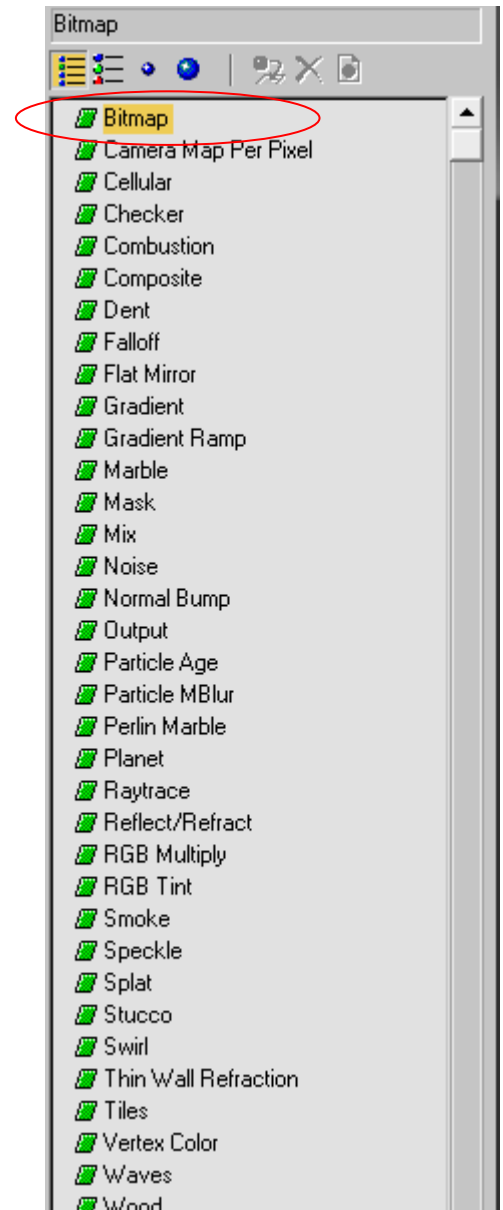 Bitmap
Bitmap
Camera Map Per Pixel
Cellular
Checker
Combustion
Composite
Dent
Falloff
Flat Mirror
Gradient
Gradient Ramp
Marble
Mask
Mix
Noise
Normal Bump
Output
Particle Age
Particle MBlur
Perlin Marble
Planet
Raytrace
Reflect/Refract
RGB Multiply
RGB Tint
Smoke
Speckle
Splat
Stucco
Swirl
Thin Wall Refraction
Tiles
Vertex Color
Waves
Wood